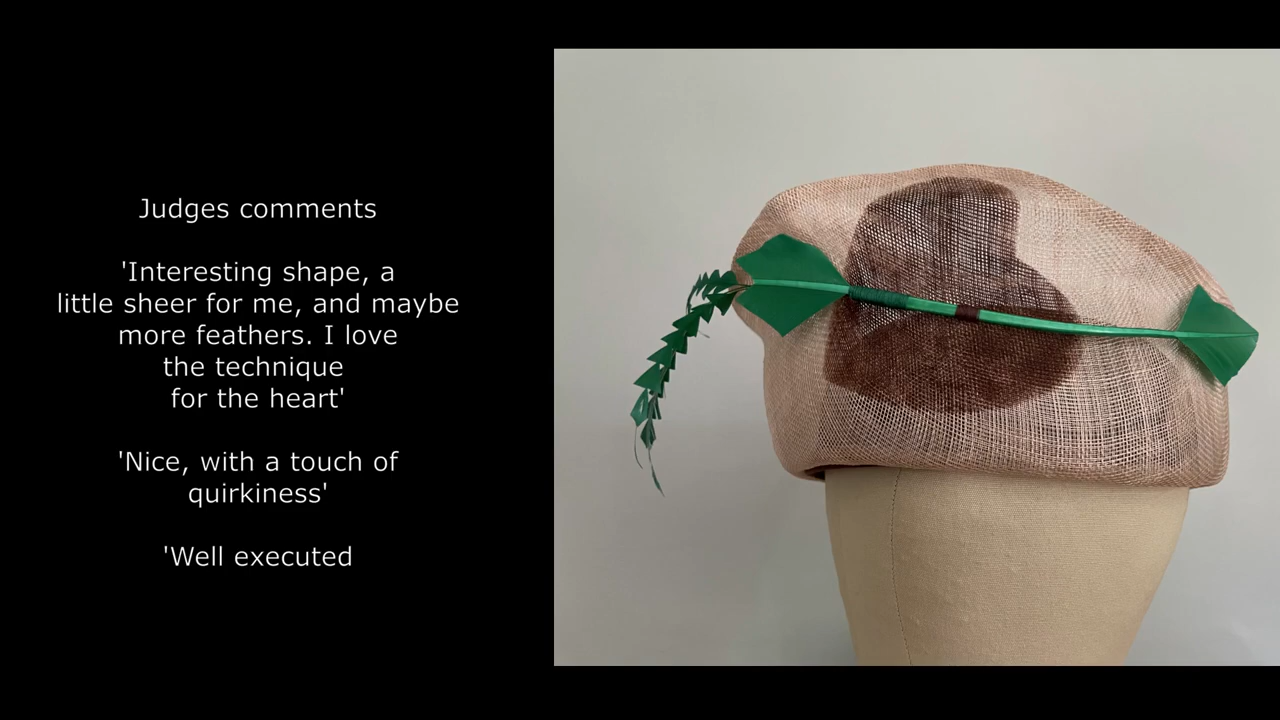 Judges comments
'Interesting shape, a
little sheer for me, and maybe
more feathers. I love
the technique
for the heart'
'Nice, with a touch of
quirkiness'
'Well executed